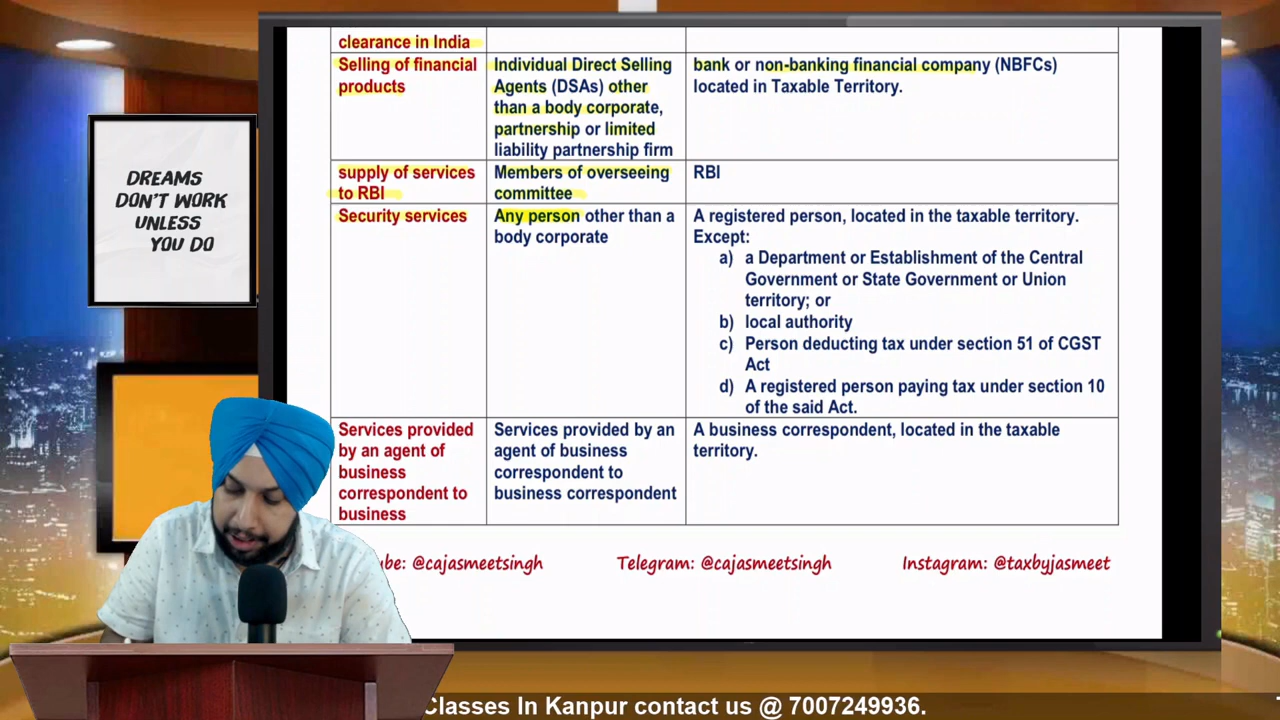 DREAMS
DON'T WORK
UNLESS
YOU DO
clearance in India
Selling of financial
products
Individual Direct Selling
Agents (DSAs) other
than a body corporate,
partnership or limited
liability partnership firm
bank or non-banking financial company (NBFCs)
located in Taxable Territory.
supply of services
to RBI
Members of overseeing
committee
RBI
Security services
Any person other than a
body corporate
A registered person, located in the taxable territory.
Except:
a) a Department or Establishment of the Central
Government or State Government or Union
territory; or
b) local authority
c) Person deducting tax under section 51 of CGST
Act
d) A registered person paying tax under section 10
of the said Act.
Services provided
by an agent of
business
correspondent to
business
Services provided by an
agent of business
correspondent to
business correspondent
A business correspondent, located in the taxable
territory.
@cajasmeetsingh
Telegram: @cajasmeetsingh
Instagram: @taxbyjasmeet
Classes In Kanpur contact us @ 7007249936.